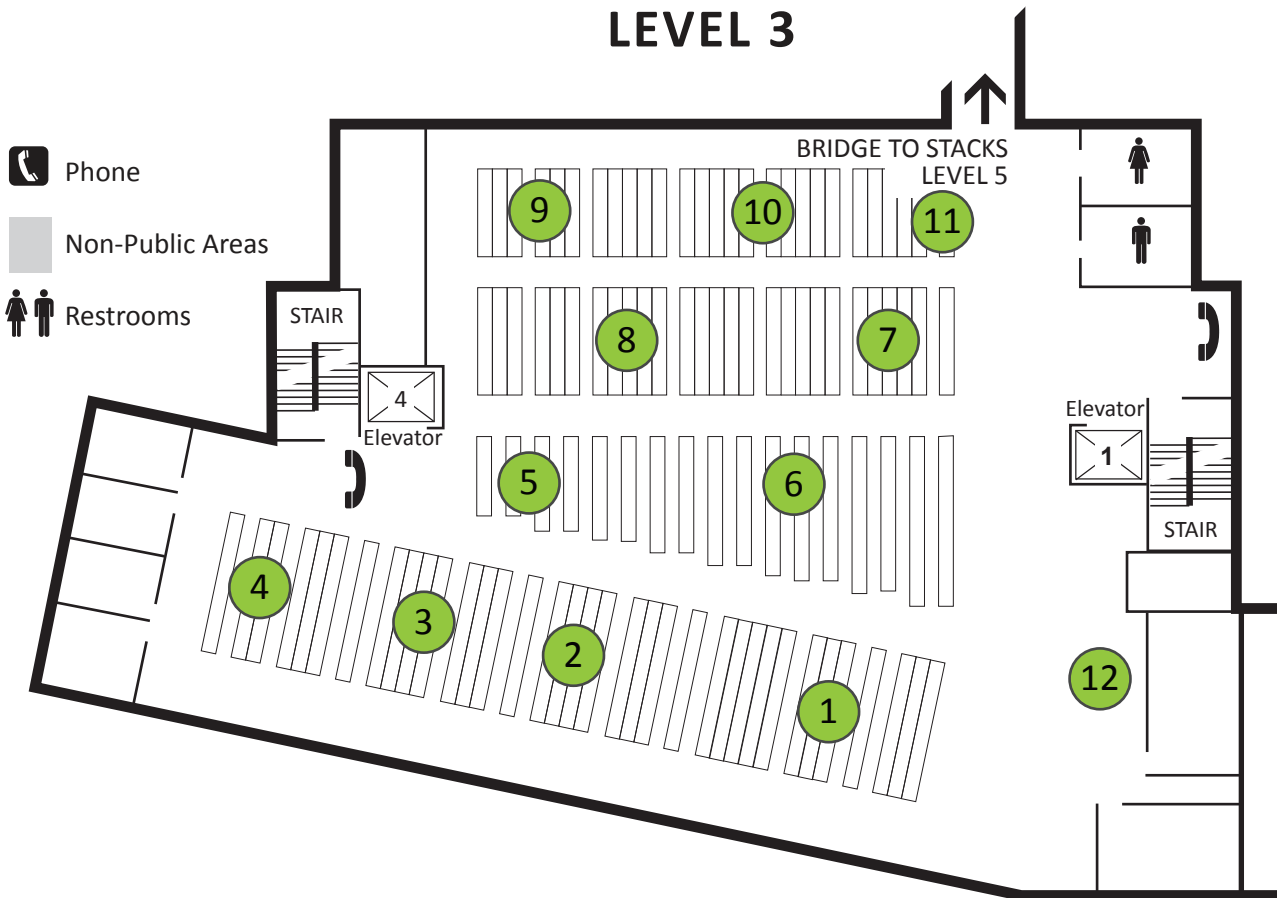 LEVEL 3
BRIDGE TO STACKS
LEVEL 5
Phone
Non-Public Areas
Restrooms
9
10
11
STAIR
8
7
4
Elevator
Elevator
1
STAIR
5
6
4
3
2
1
12